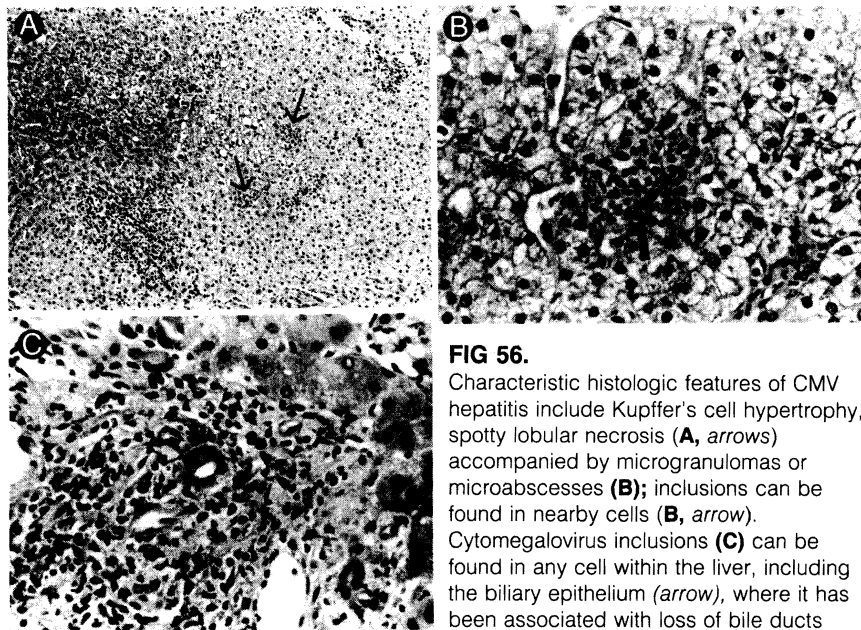 A
B
C
FIG 56.
Characteristic histologic features of CMV
hepatitis include Kupffer's cell hypertrophy,
spotty lobular necrosis (A, arrows)
accompanied by microgranulomas or
microabscesses (B); inclusions can be
found in nearby cells (B, arrow).
Cytomegalovirus inclusions (C) can be
found in any cell within the liver, including
the biliary epithelium (arrow), where it has
been associated with loss of bile ducts